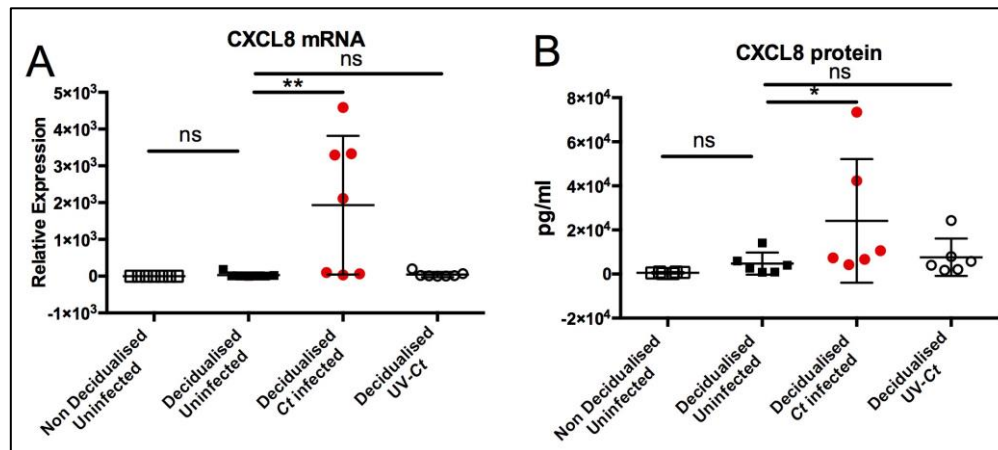 A
CXCL8 mRNA
ns
**
ns
Relative Expression
5×10³
4×10³
3×10³
2×10³
1×10³
0
-1×10³
Non Decidualised
Uninfected
Decidualised
Uninfected
Decidualised
Ct infected
Decidualised
UV-Ct
B
CXCL8 protein
ns
*
ns
pg/ml
8×10⁴
6×10⁴
4×10⁴
2×10⁴
0
-2×10⁴
Non Decidualised
Uninfected
Decidualised
Uninfected
Decidualised
Ct infected
Decidualised
UV-Ct